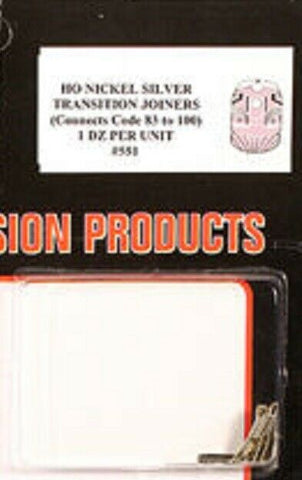 HO NICKEL SILVER
TRANSITION JOINERS
(Connects Code 83 to 100)
1 DZ PER UNIT
#551
SION PRODUCTS